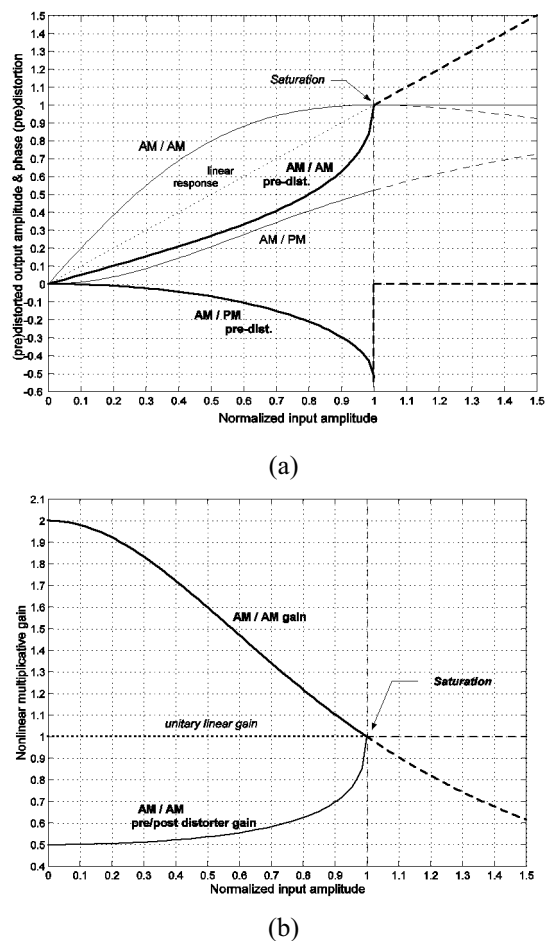 1.5
1.4
1.3
1.2
1.1
1
0.9
0.8
0.7
0.6
0.5
0.4
0.3
0.2
0.1
0
-0.1
-0.2
-0.3
-0.4
-0.5
-0.6
(pre)distorted output amplitude & phase (pre)distortion
Saturation
AM / AM
linear
response
AM / AM
pre-dist.
AM / PM
AM / PM
pre-dist.
0 0.1 0.2 0.3 0.4 0.5 0.6 0.7 0.8 0.9 1 1.1 1.2 1.3 1.4 1.5
Normalized input amplitude
(a)
2.1
2
1.9
1.8
1.7
1.6
1.5
1.4
1.3
1.2
1.1
1
0.9
0.8
0.7
0.6
0.5
0.4
Nonlinear multiplicative gain
AM / AM gain
Saturation
unitary linear gain
AM / AM
pre/post distorter gain
0 0.1 0.2 0.3 0.4 0.5 0.6 0.7 0.8 0.9 1 1.1 1.2 1.3 1.4 1.5
Normalized input amplitude
(b)